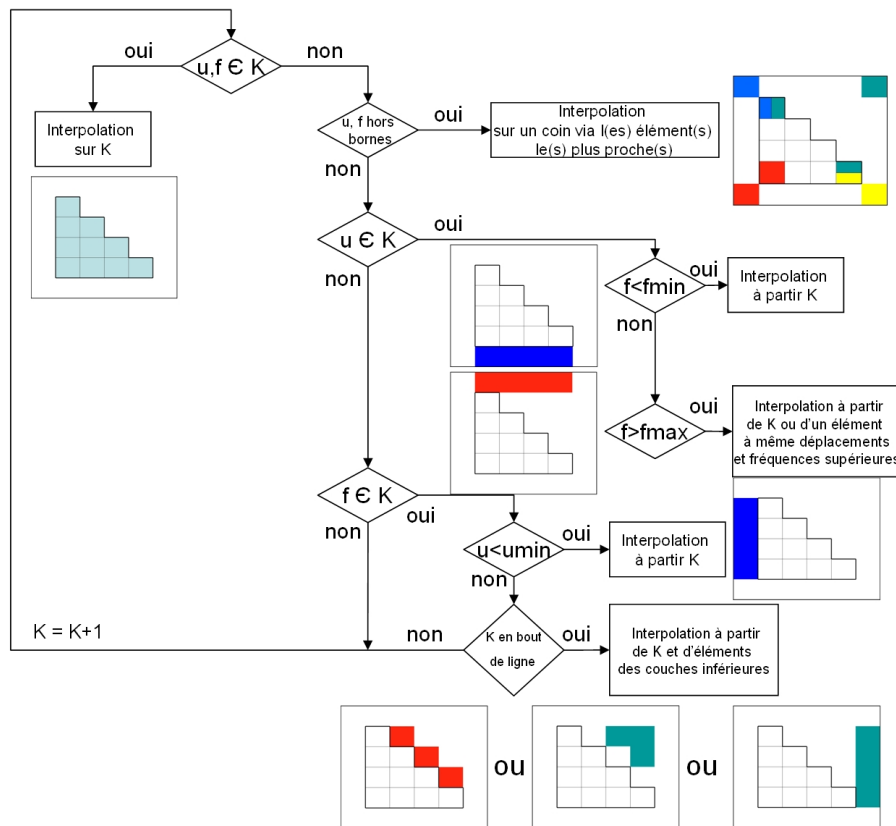 oui
u,f Є K
non
Interpolation
sur K
u, f hors
bornes
oui
non
Interpolation
sur un coin via l(es) élément(s)
le(s) plus proche(s)
u Є K
oui
non
f<fmin
oui
non
Interpolation
à partir K
f>fmax
oui
Interpolation à partir
de K ou d'un élément
à même déplacements
et fréquences supérieures
f Є K
non
oui
u<umin
oui
non
Interpolation
à partir K
K = K+1
non
K en bout
de ligne
oui
Interpolation à partir
de K et d'éléments
des couches inférieures
ou
ou